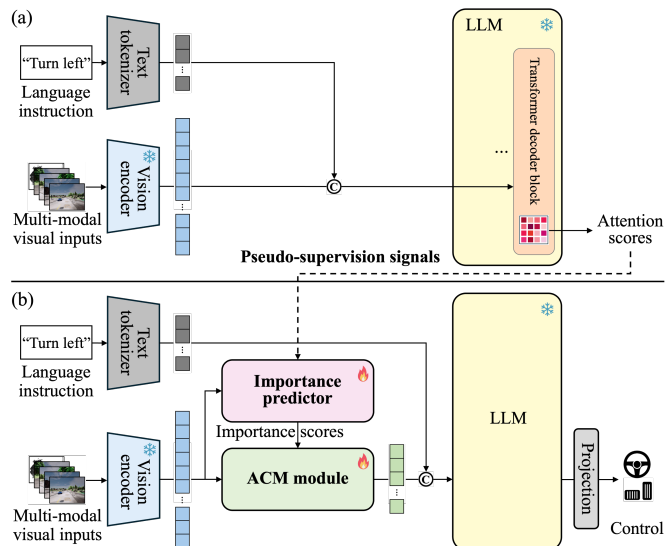 (a)
LLM
"Turn left"
Language
instruction
Text
tokenizer
Transformer decoder block
...
Vision
encoder
Multi-modal
visual inputs
C
Attention
scores
Pseudo-supervision signals
(b)
"Turn left"
Language
instruction
Text
tokenizer
Importance
predictor
Importance scores
LLM
Vision
encoder
ACM module
C
Projection
Multi-modal
visual inputs
Control